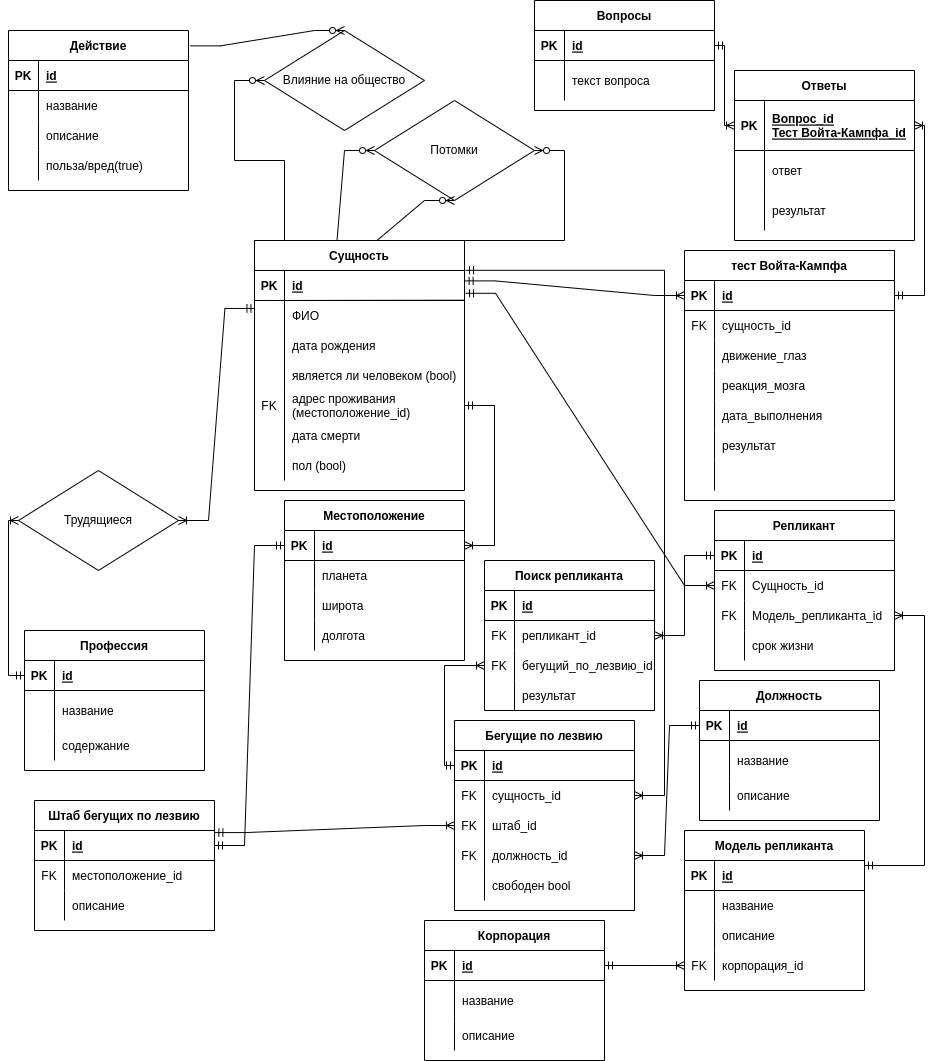 Действие
PK id
название
описание
польза/вред(true)
Влияние на общество
Потомки
Вопросы
PK id
текст вопроса
Ответы
PK Вопрос_id
Тест Войта-Кампфа_id
ответ
результат
Сущность
PK id
ФИО
дата рождения
является ли человеком (bool)
FK адрес проживания
(местоположение_id)
дата смерти
пол (bool)
тест Войта-Кампфа
PK id
FK сущность_id
движение_глаз
реакция_мозга
дата_выполнения
результат
Трудящиеся
Местоположение
PK id
планета
широта
долгота
Репликант
PK id
FK Сущность_id
FK Модель_репликанта_id
срок жизни
Поиск репликанта
PK id
FK репликант_id
FK бегущий_по_лезвию_id
результат
Профессия
PK id
название
содержание
Должность
PK id
название
описание
Бегущие по лезвию
PK id
FK сущность_id
FK штаб_id
FK должность_id
свободен bool
Штаб бегущих по лезвию
PK id
FK местоположение_id
описание
Модель репликанта
PK id
название
описание
FK корпорация_id
Корпорация
PK id
название
описание